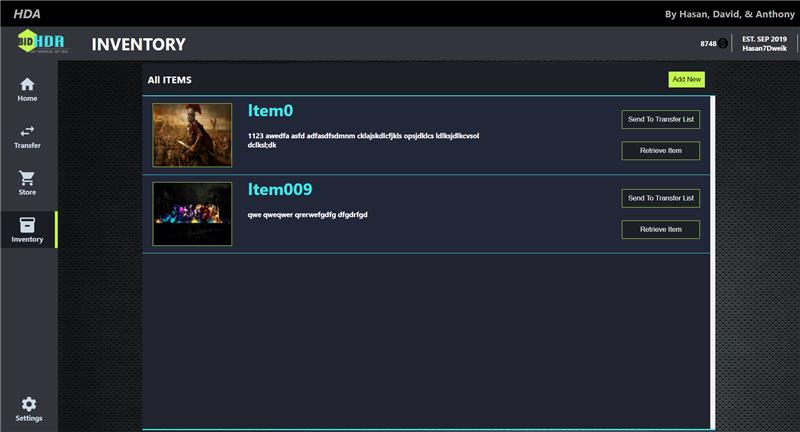 HDA
By Hasan, David, & Anthony
BID HDA
INVENTORY
8748
EST. SEP 2019
Hasan7Dweik
Home
Transfer
Store
Inventory
Settings
All ITEMS
Add New
Item0
1123 awedfa asfd adfasdfsdmnm cklajskdlcfjkls opsjdklcs ldlksjdlkcvsol
dclksl;dk
Send To Transfer List
Retrieve Item
Item009
qwe qweqwer qrerwefgdfg dfgdrfgd
Send To Transfer List
Retrieve Item